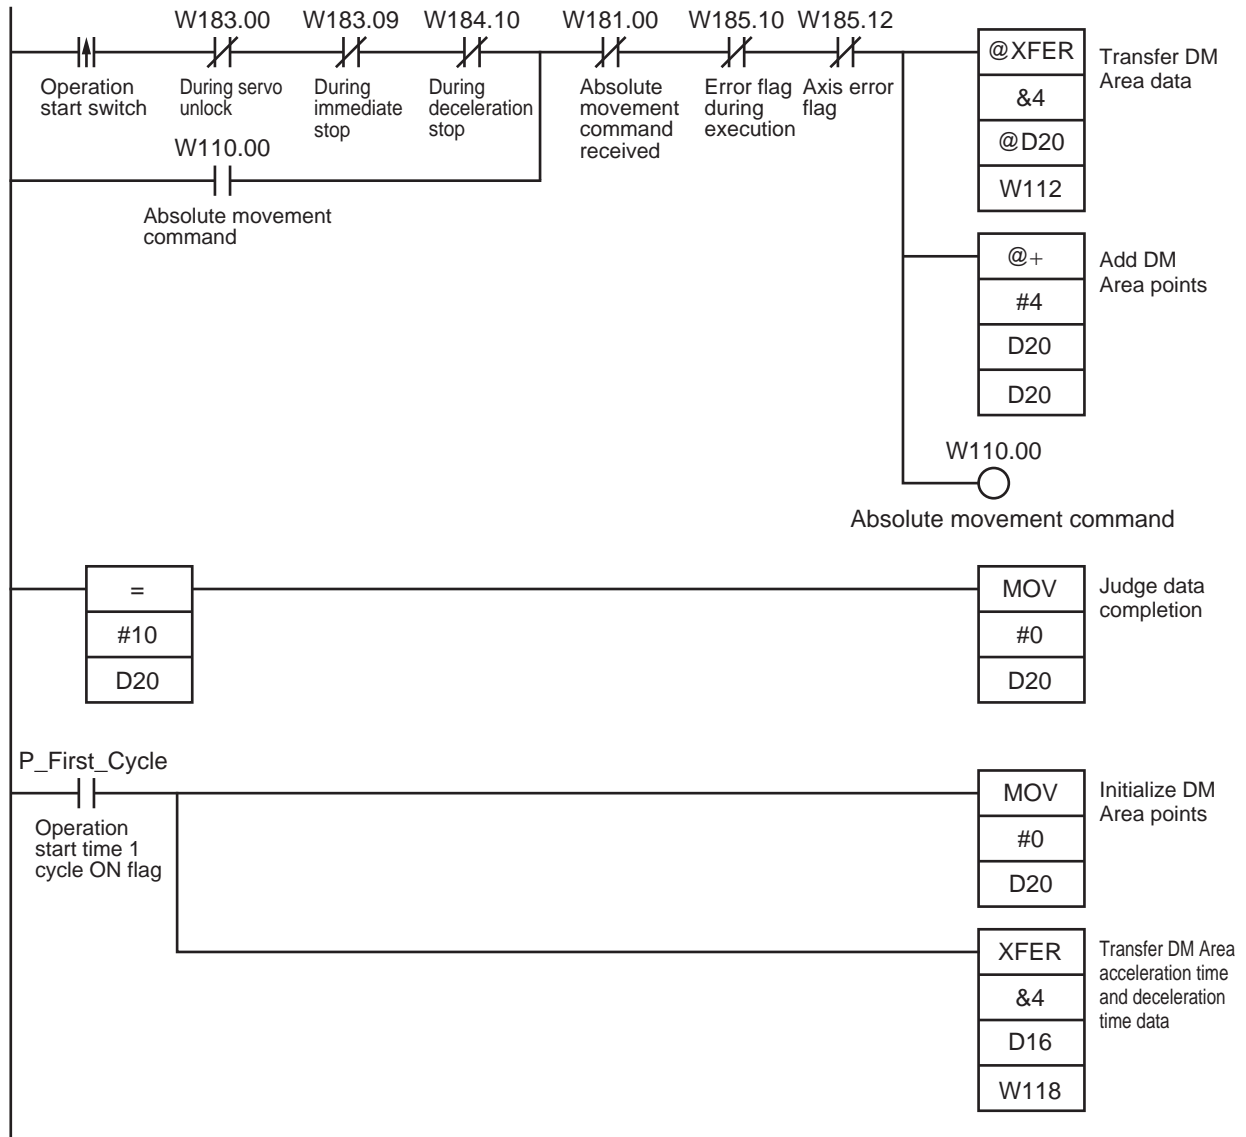 W183.00 W183.09 W184.10 W181.00 W185.10 W185.12
Operation
start switch
During servo
unlock
During
immediate
stop
During
deceleration
stop
Absolute
movement
command
received
Error flag
during
execution
Axis error
flag
@XFER
&4
@D20
W112
Transfer DM
Area data
W110.00
Absolute movement
command
@+
#4
D20
D20
Add DM
Area points
W110.00
Absolute movement command
=
#10
D20
MOV
#0
D20
Judge data
completion
P_First_Cycle
Operation
start time 1
cycle ON flag
MOV
#0
D20
Initialize DM
Area points
XFER
&4
D16
W118
Transfer DM Area
acceleration time
and deceleration
time data